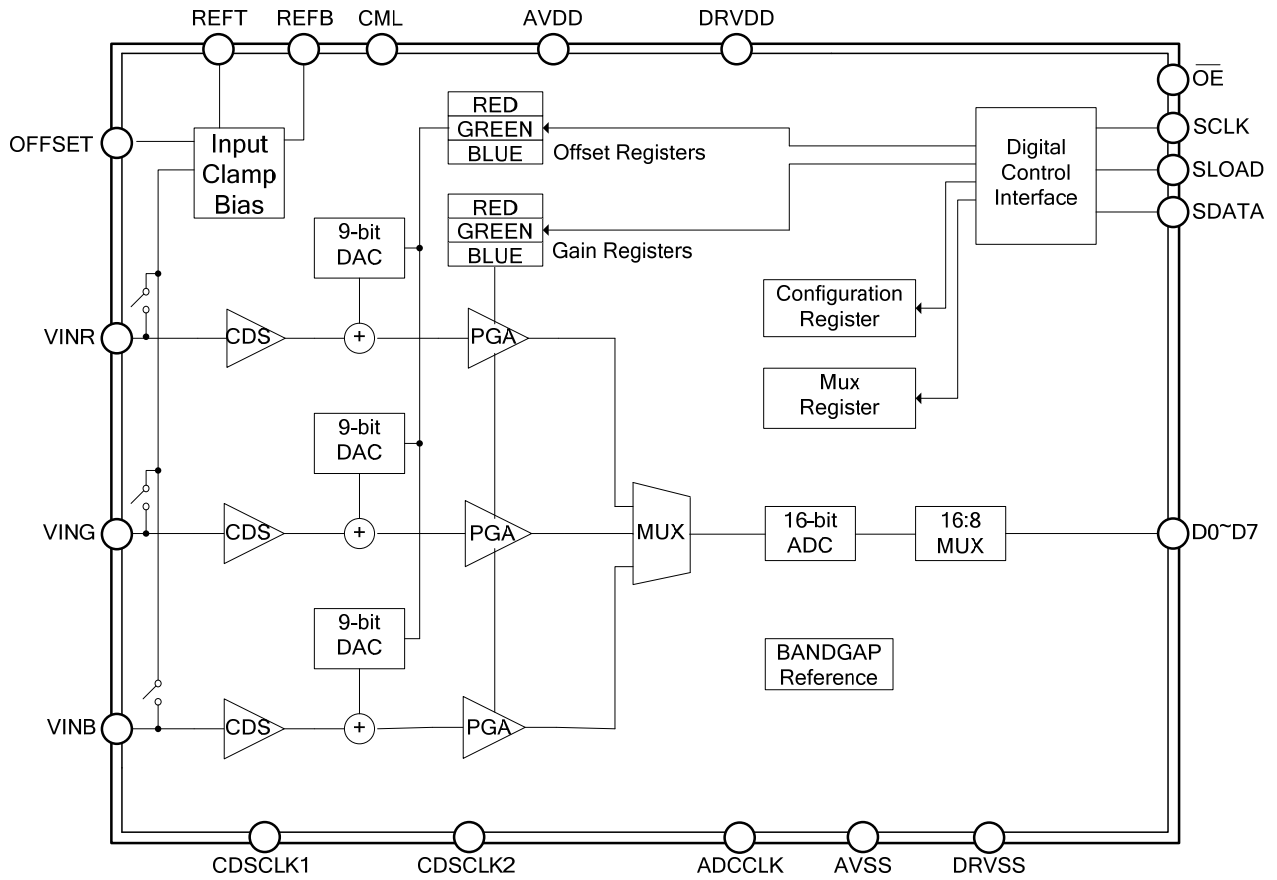 REFT REFB CML AVDD DRVDD
OE
OFFSET
Input
Clamp
Bias
RED
GREEN
BLUE
Offset Registers
RED
GREEN
BLUE
Gain Registers
Digital
Control
Interface
SCLK
SLOAD
SDATA
9-bit
DAC
Configuration
Register
VINR
CDS
+
PGA
Mux
Register
9-bit
DAC
VING
CDS
+
PGA
MUX
16-bit
ADC
16:8
MUX
D0~D7
9-bit
DAC
BANDGAP
Reference
VINB
CDS
+
PGA
CDSCLK1
CDSCLK2
ADCCLK
AVSS
DRVSS